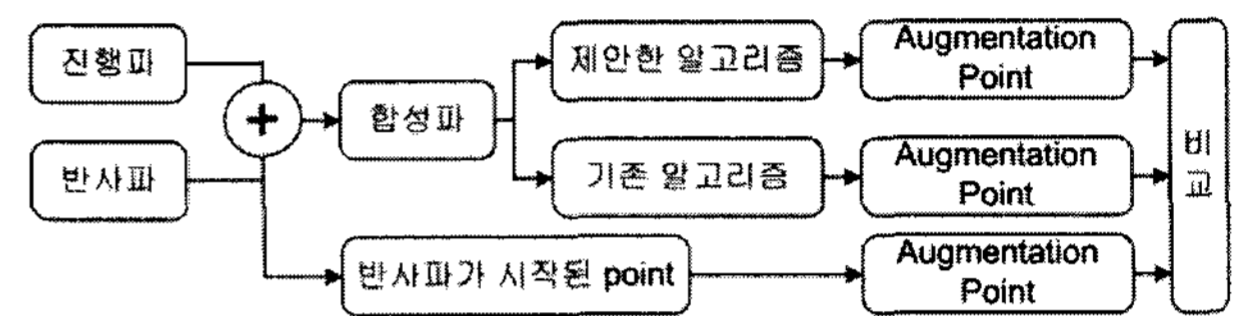 진행파
반사파
+
합성파
제안한 알고리즘
기존 알고리즘
반사파가 시작된 point
Augmentation
Point
Augmentation
Point
Augmentation
Point
비
교